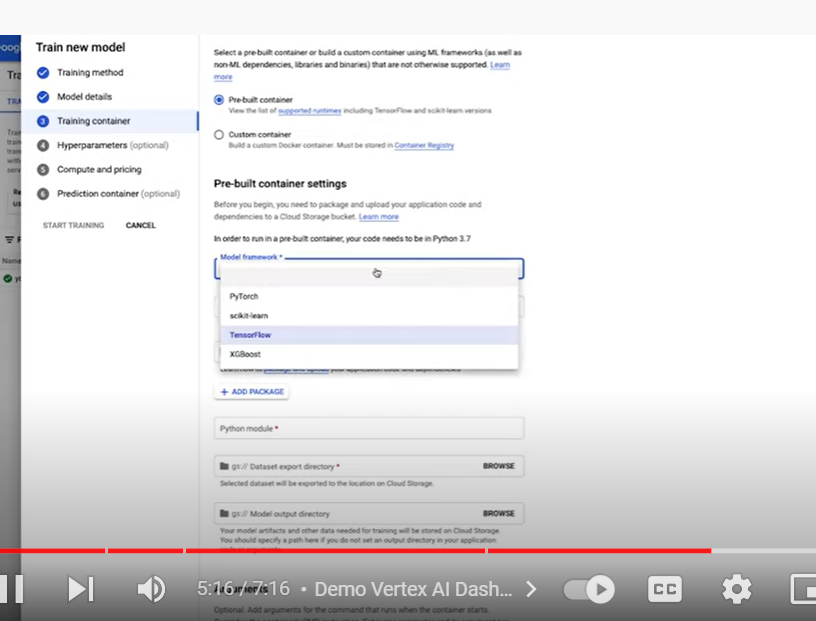 oogl
Train new model
Select a pre-built container or build a custom container using ML frameworks (as well as
non-ML dependencies, libraries and binaries) that are not otherwise supported. Learn
more
Tra
Training method
TRA
Model details
Pre-built container
View the list of supported runtimes including TensorFlow and scikit-learn versions
3 Training container
Custom container
Build a custom Docker container. Must be stored in Container Registry
4 Hyperparameters (optional)
5 Compute and pricing
6 Prediction container (optional)
Pre-built container settings
Before you begin, you need to package and upload your application code and
dependencies to a Cloud Storage bucket. Learn more
START TRAINING CANCEL
In order to run in a pre-built container, your code needs to be in Python 3.7
Model framework *
Name
PyTorch
scikit-learn
TensorFlow
XGBoost
+ ADD PACKAGE
Python module *
gs:// Dataset export directory * BROWSE
Selected dataset will be exported to the location on Cloud Storage.
gs:// Model output directory BROWSE
Your model artifacts and other data needed for training will be stored on Cloud Storage.
You should specify a path here if you do not set an output directory in your application
5:16 / 7:16 • Demo Vertex AI Dash... CC
Arguments
Optional. Add arguments for the command that runs when the container starts.